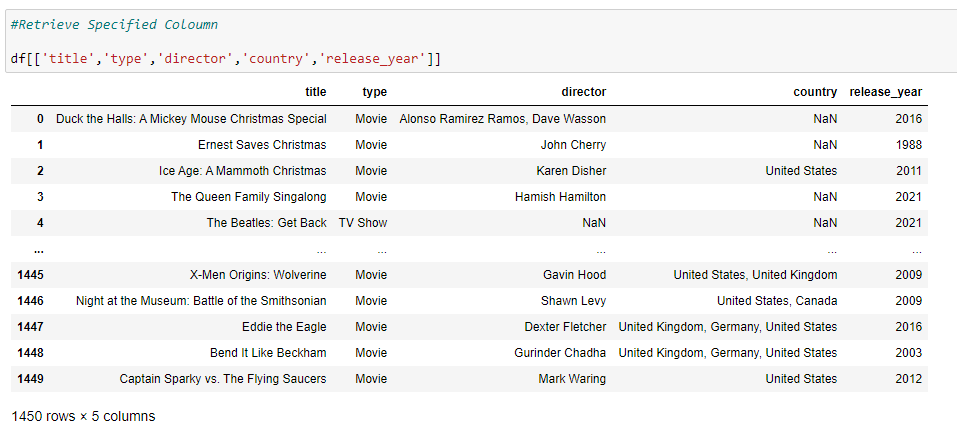 #Retrieve Specified Coloumn
df[['title','type','director','country','release_year']]
title type director country release_year
0 Duck the Halls: A Mickey Mouse Christmas Special Movie Alonso Ramirez Ramos, Dave Wasson NaN 2016
1 Ernest Saves Christmas Movie John Cherry NaN 1988
2 Ice Age: A Mammoth Christmas Movie Karen Disher United States 2011
3 The Queen Family Singalong Movie Hamish Hamilton NaN 2021
4 The Beatles: Get Back TV Show NaN NaN 2021
... ... ... ... ... ...
1445 X-Men Origins: Wolverine Movie Gavin Hood United States, United Kingdom 2009
1446 Night at the Museum: Battle of the Smithsonian Movie Shawn Levy United States, Canada 2009
1447 Eddie the Eagle Movie Dexter Fletcher United Kingdom, Germany, United States 2016
1448 Bend It Like Beckham Movie Gurinder Chadha United Kingdom, Germany, United States 2003
1449 Captain Sparky vs. The Flying Saucers Movie Mark Waring United States 2012
1450 rows × 5 columns